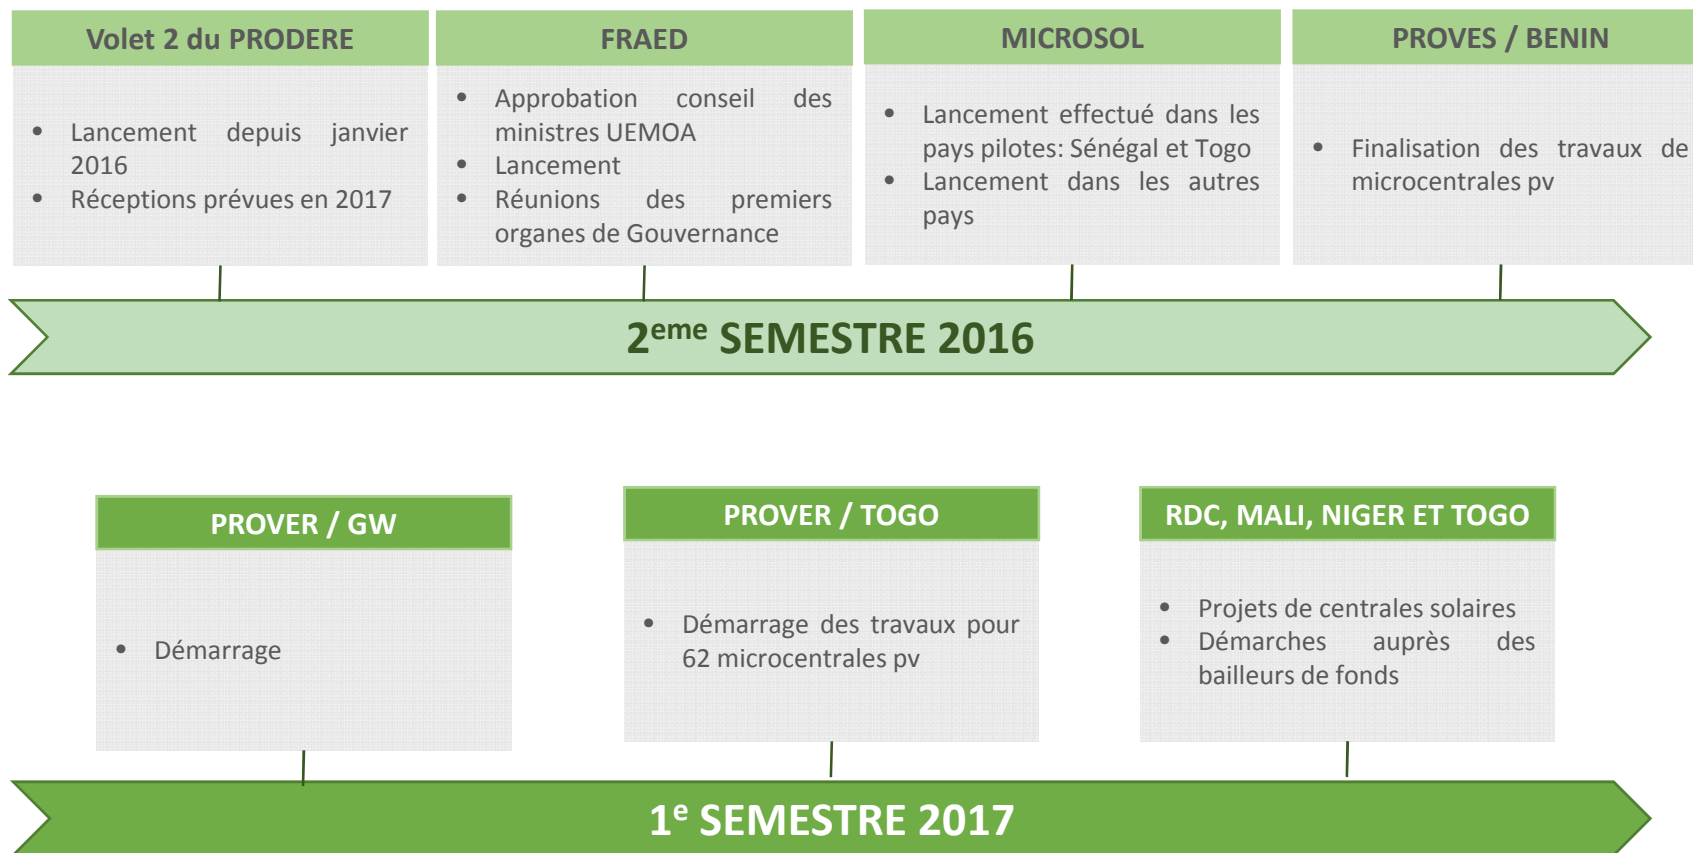 Volet 2 du PRODERE
• Lancement depuis janvier
2016
• Réceptions prévues en 2017
FRAED
• Approbation conseil des
ministres UEMOA
• Lancement
• Réunions des premiers
organes de Gouvernance
MICROSOL
• Lancement effectué dans les
pays pilotes: Sénégal et Togo
• Lancement dans les autres
pays
PROVES / BENIN
• Finalisation des travaux de
microcentrales pv
2eme SEMESTRE 2016
PROVER / GW
• Démarrage
PROVER / TOGO
• Démarrage des travaux pour
62 microcentrales pv
RDC, MALI, NIGER ET TOGO
• Projets de centrales solaires
• Démarches auprès des
bailleurs de fonds
1e SEMESTRE 2017